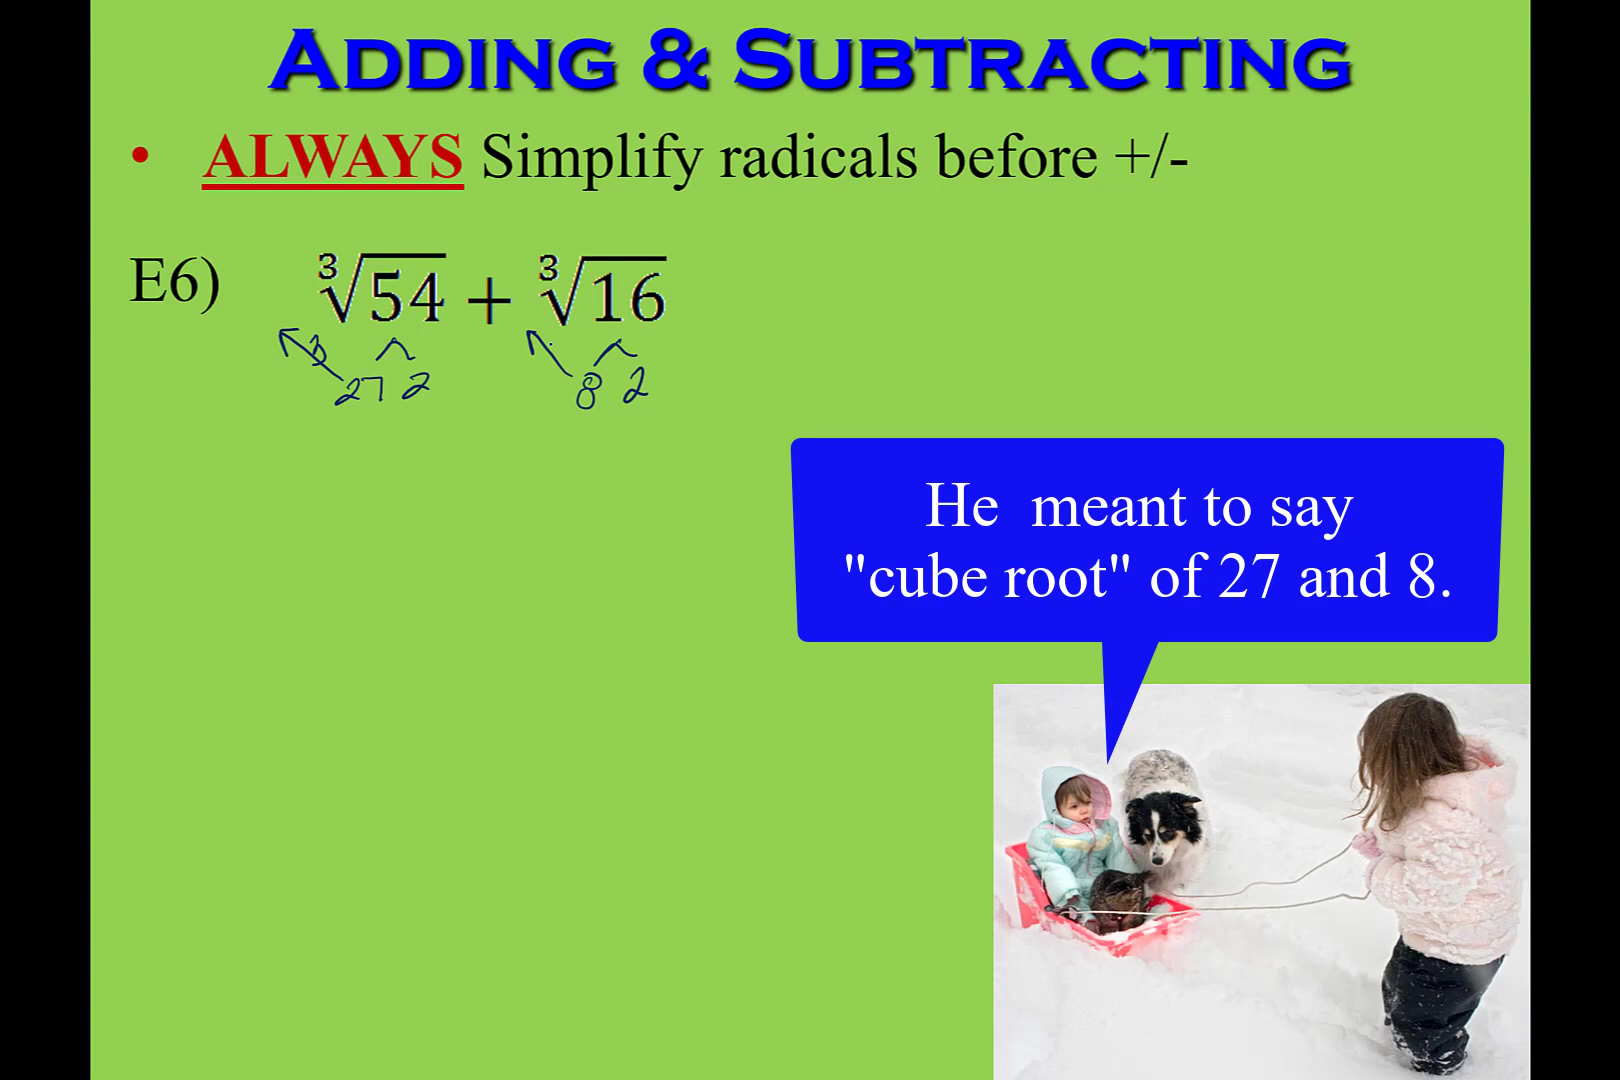 ADDING & SUBTRACTING
• ALWAYS Simplify radicals before +/-
E6) ∛54 + ∛16
3
27 2 8 2
He meant to say
"cube root" of 27 and 8.